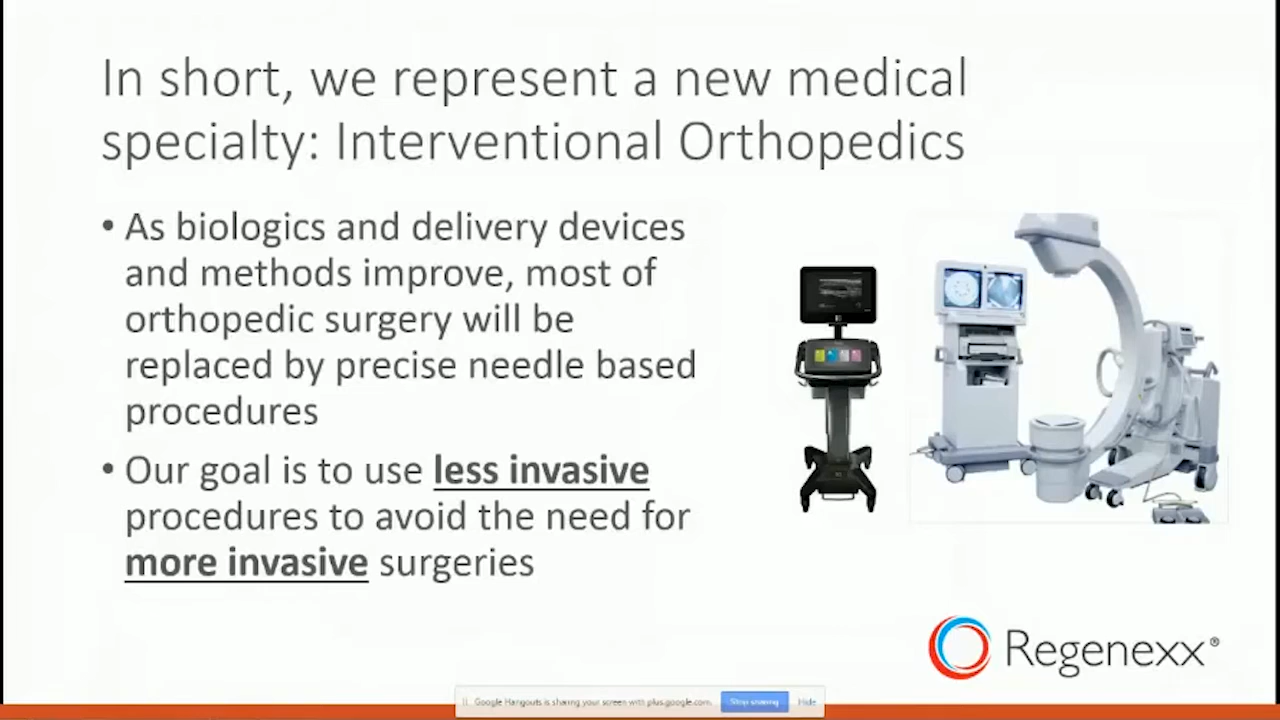 In short, we represent a new medical
specialty: Interventional Orthopedics
• As biologics and delivery devices
and methods improve, most of
orthopedic surgery will be
replaced by precise needle based
procedures
• Our goal is to use less invasive
procedures to avoid the need for
more invasive surgeries
Regenexx®
Google Hangouts is sharing your screen with plus.google.com.
Stop sharing
Hide